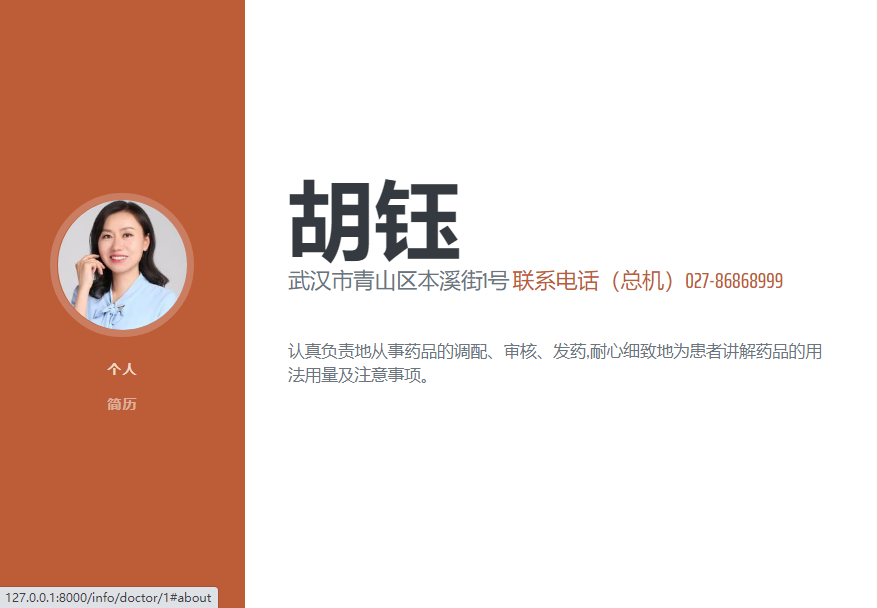 胡钰
武汉市青山区本溪街1号 联系电话（总机）027-86868999
认真负责地从事药品的调配、审核、发药,耐心细致地为患者讲解药品的用
法用量及注意事项。
个人
简历
127.0.0.1:8000/info/doctor/1#about